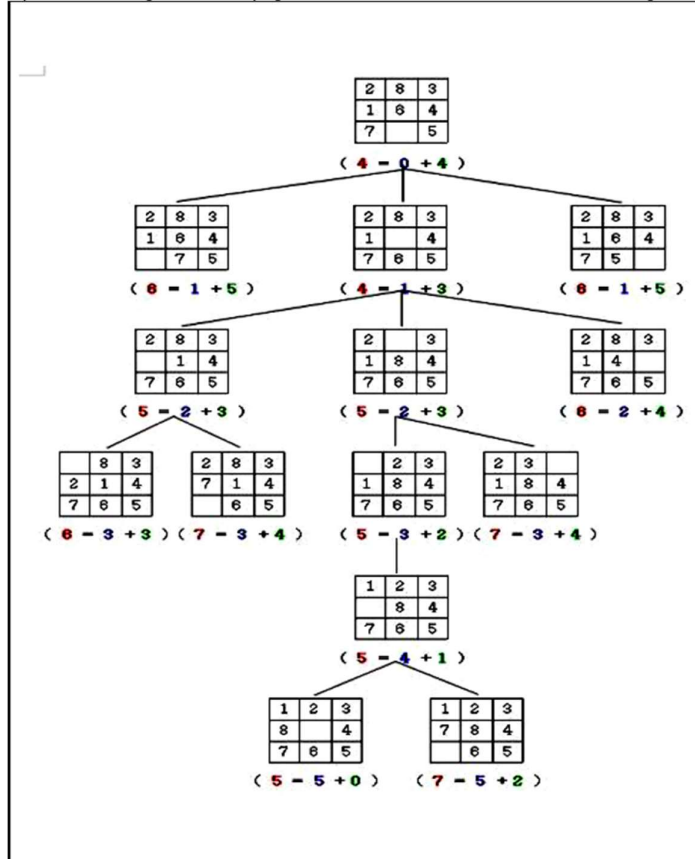 2 8 3
1 6 4
7 5
( 4 - 0 + 4 )
2 8 3 2 8 3 2 8 3
1 6 4 1 4 1 6 4
7 5 7 6 5 7 5
( 6 - 1 + 5 ) ( 4 - 1 + 3 ) ( 6 - 1 + 5 )
2 8 3 2 3 2 8 3
1 4 1 8 4 1 4
7 6 5 7 6 5 7 6 5
( 5 - 2 + 3 ) ( 5 - 2 + 3 ) ( 6 - 2 + 4 )
8 3 2 8 3 2 3 2 3
2 1 4 7 1 4 1 8 4 1 8 4
7 6 5 6 5 7 6 5 7 6 5
( 6 - 3 + 3 ) ( 7 - 3 + 4 ) ( 5 - 3 + 2 ) ( 7 - 3 + 4 )
1 2 3
8 4
7 6 5
( 5 - 4 + 1 )
1 2 3 1 2 3
8 4 7 8 4
7 6 5 6 5
( 5 - 5 + 0 ) ( 7 - 5 + 2 )